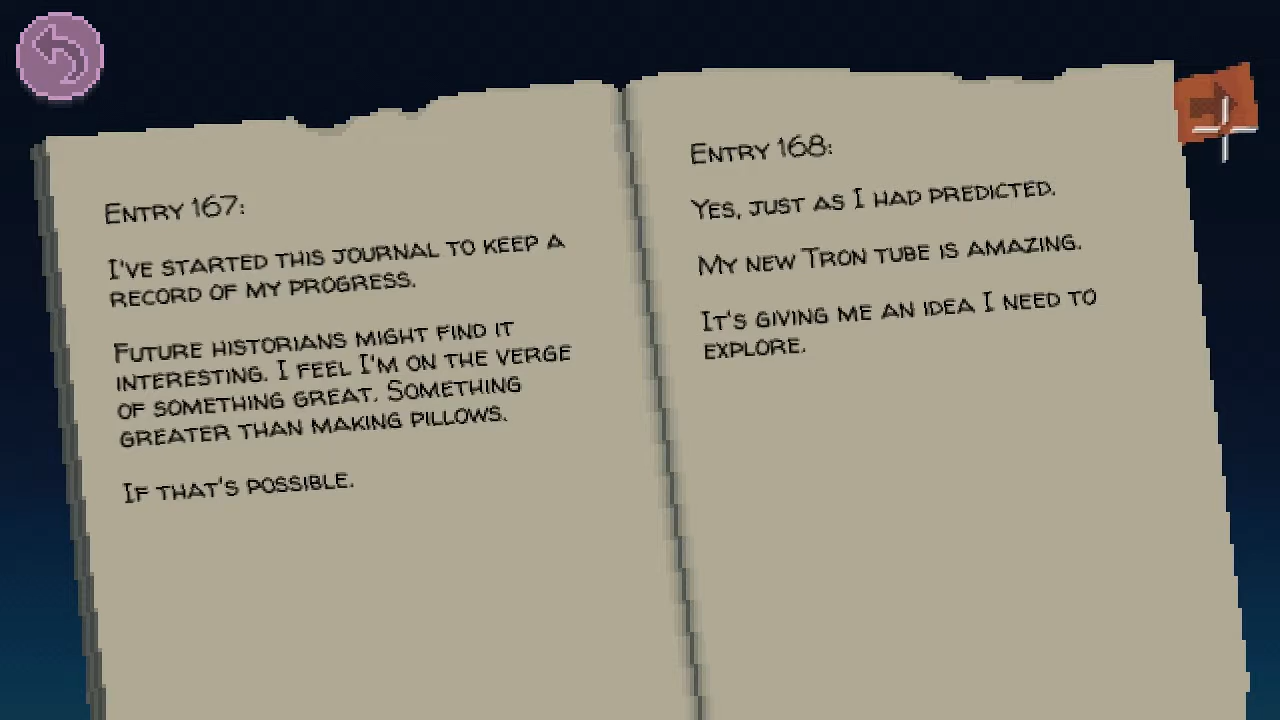 Entry 167:
I've started this journal to keep a
record of my progress.
Future historians might find it
interesting. I feel I'm on the verge
of something great. Something
greater than making pillows.
If that's possible.
Entry 168:
Yes, just as I had predicted.
My new Tron tube is amazing.
It's giving me an idea I need to
explore.